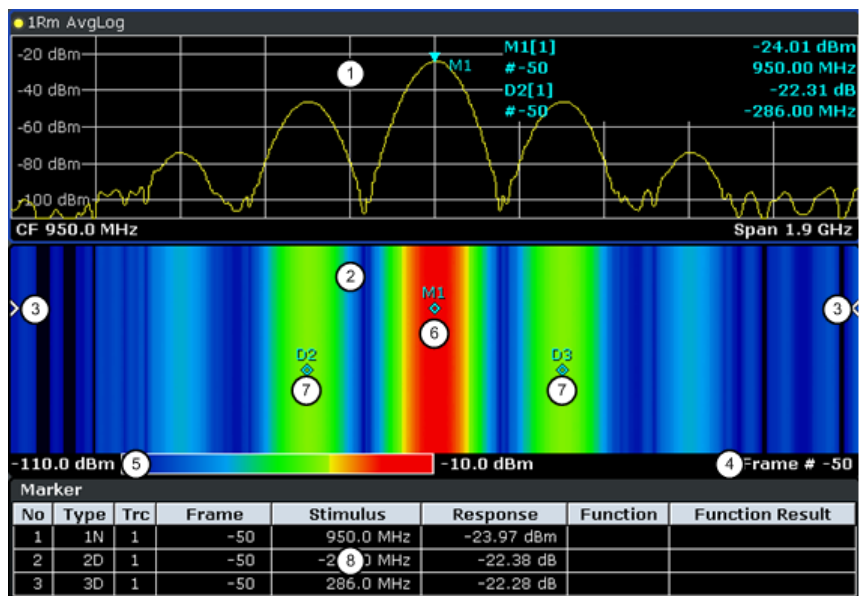 1Rm AvgLog
-20 dBm
M1[1] -24.01 dBm
1
M1
#-50 950.00 MHz
-40 dBm
D2[1] -22.31 dB
#-50 -286.00 MHz
-60 dBm
-80 dBm
-100 dBm
CF 950.0 MHz Span 1.9 GHz
2
M1
3 3
6
D2 D3
7 7
-110.0 dBm 5 -10.0 dBm 4 Frame # -50
Marker
No Type Trc Frame Stimulus Response Function Function Result
1 1N 1 -50 950.0 MHz -23.97 dBm
2 2D 1 -50 8 -22.38 dB
3 3D 1 -50 286.0 MHz -22.28 dB